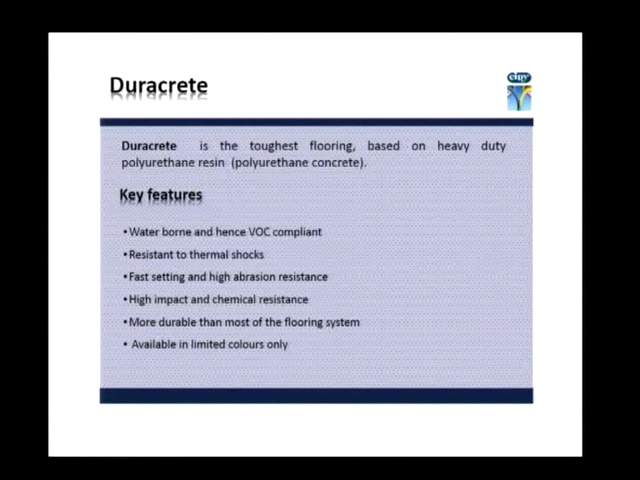 Duracrete
Duracrete is the toughest flooring, based on heavy duty
polyurethane resin (polyurethane concrete).
Key features
• Water borne and hence VOC compliant
• Resistant to thermal shocks
• Fast setting and high abrasion resistance
• High impact and chemical resistance
• More durable than most of the flooring system
• Available in limited colours only